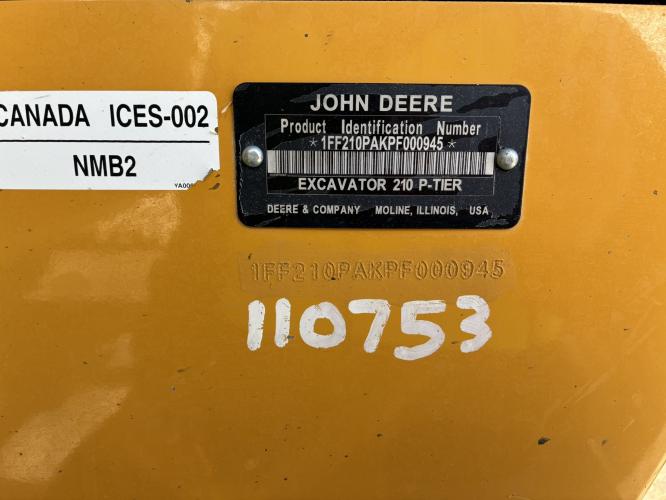 CANADA ICES-002
NMB2
JOHN DEERE
Product Identification Number
*1FF210PAKPF000945*
EXCAVATOR 210 P-TIER
DEERE & COMPANY MOLINE, ILLINOIS, USA
1FF210PAKPF000945
110753